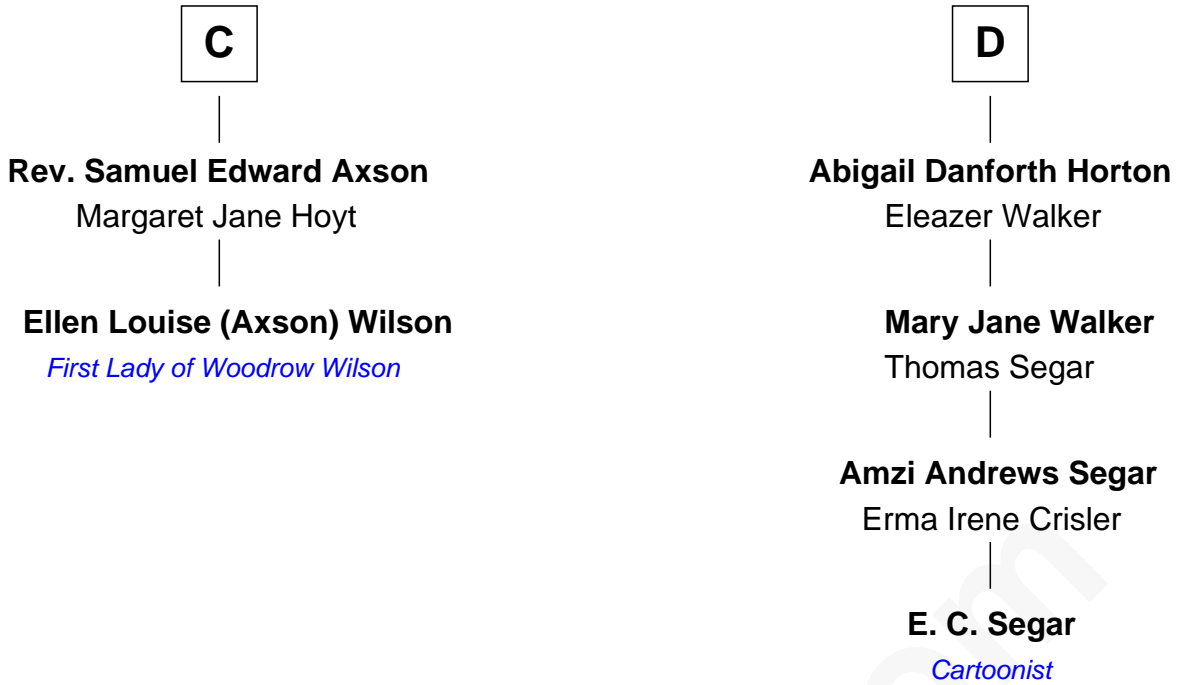 C
Rev. Samuel Edward Axson
Margaret Jane Hoyt
Ellen Louise (Axson) Wilson
First Lady of Woodrow Wilson
D
Abigail Danforth Horton
Eleazer Walker
Mary Jane Walker
Thomas Segar
Amzi Andrews Segar
Erma Irene Crisler
E. C. Segar
Cartoonist